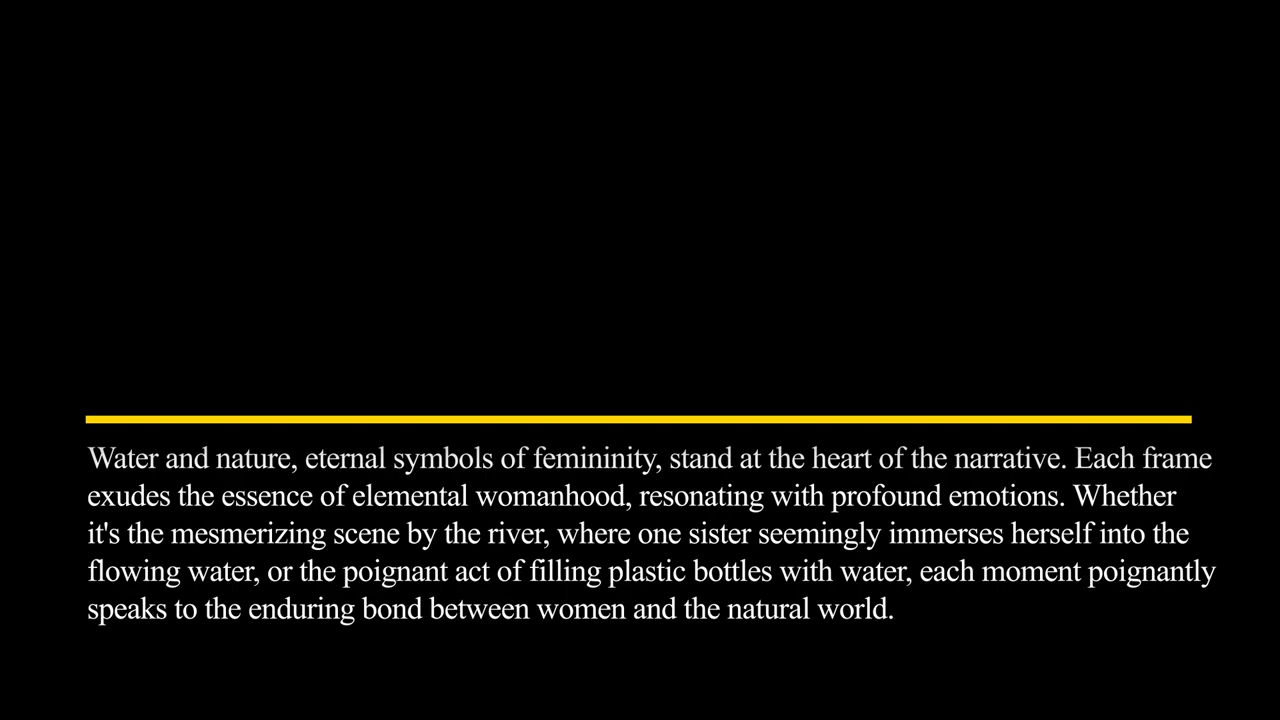 Water and nature, eternal symbols of femininity, stand at the heart of the narrative. Each frame
exudes the essence of elemental womanhood, resonating with profound emotions. Whether
it's the mesmerizing scene by the river, where one sister seemingly immerses herself into the
flowing water, or the poignant act of filling plastic bottles with water, each moment poignantly
speaks to the enduring bond between women and the natural world.